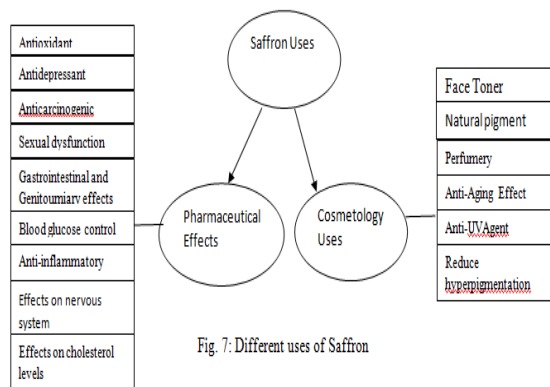 Saffron Uses
Antioxidant
Antidepressant
Anticarcinogenic
Sexual dysfunction
Gastrointestinal and
Genitoumiarv effects
Blood glucose control
Anti-inflammatory
Effects on nervous
system
Effects on cholesterol
levels
Pharmaceutical
Effects
Cosmetology
Uses
Face Toner
Natural pigment
Perfumery
Anti-Aging Effect
Anti-UVAgent
Reduce
hyperpigmentation
Fig. 7: Different uses of Saffron